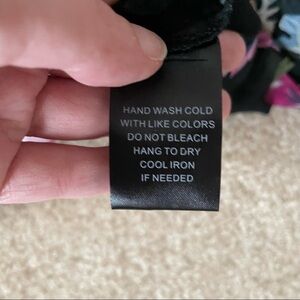 HAND WASH COLD
WITH LIKE COLORS
DO NOT BLEACH
HANG TO DRY
COOL IRON
IF NEEDED